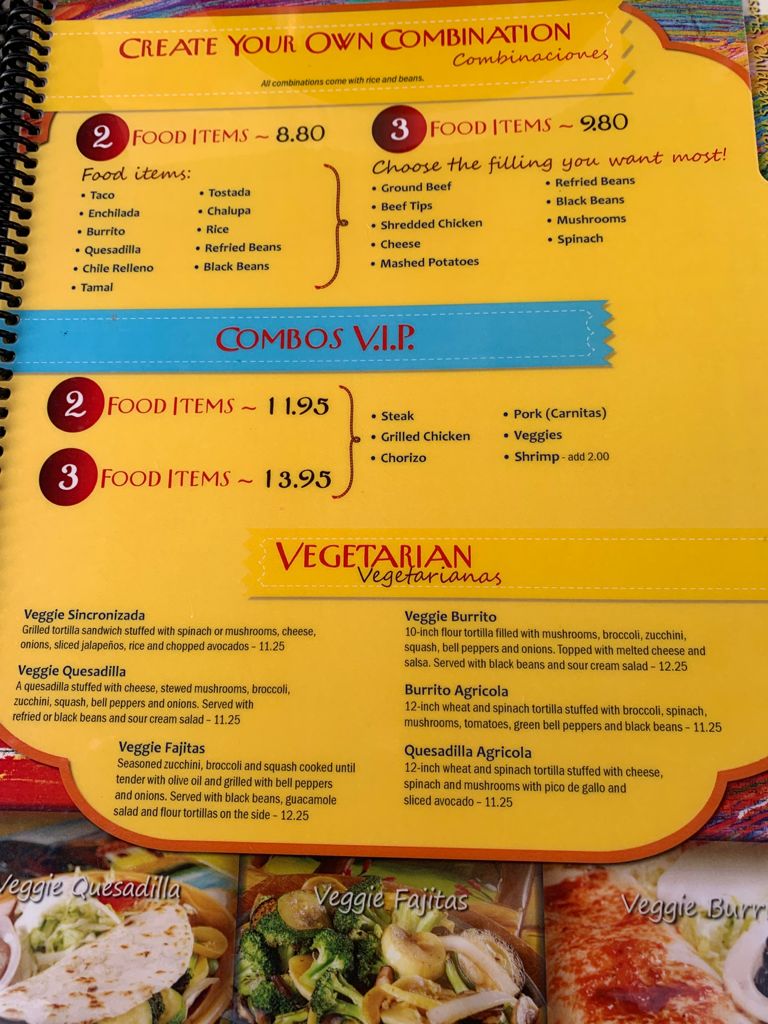 CREATE YOUR OWN COMBINATION
Combinaciones
All combinations come with rice and beans.
2 FOOD ITEMS ~ 8.80
Food items:
• Taco
• Enchilada
• Burrito
• Quesadilla
• Chile Relleno
• Tamal
• Tostada
• Chalupa
• Rice
• Refried Beans
• Black Beans
3 FOOD ITEMS ~ 9.80
Choose the filling you want most!
• Ground Beef
• Beef Tips
• Shredded Chicken
• Cheese
• Mashed Potatoes
• Refried Beans
• Black Beans
• Mushrooms
• Spinach
COMBOS V.I.P.
2 FOOD ITEMS ~ 11.95
3 FOOD ITEMS ~ 13.95
• Steak
• Grilled Chicken
• Chorizo
• Pork (Carnitas)
• Veggies
• Shrimp - add 2.00
VEGETARIAN
Vegetarianas
Veggie Sincronizada
Grilled tortilla sandwich stuffed with spinach or mushrooms, cheese,
onions, sliced jalapeños, rice and chopped avocados – 11.25
Veggie Quesadilla
A quesadilla stuffed with cheese, stewed mushrooms, broccoli,
zucchini, squash, bell peppers and onions. Served with
refried or black beans and sour cream salad – 11.25
Veggie Fajitas
Seasoned zucchini, broccoli and squash cooked until
tender with olive oil and grilled with bell peppers
and onions. Served with black beans, guacamole
salad and flour tortillas on the side – 12.25
Veggie Burrito
10-inch flour tortilla filled with mushrooms, broccoli, zucchini,
squash, bell peppers and onions. Topped with melted cheese and
salsa. Served with black beans and sour cream salad – 12.25
Burrito Agricola
12-inch wheat and spinach tortilla stuffed with broccoli, spinach,
mushrooms, tomatoes, green bell peppers and black beans – 11.25
Quesadilla Agricola
12-inch wheat and spinach tortilla stuffed with cheese,
spinach and mushrooms with pico de gallo and
sliced avocado – 11.25
Veggie Quesadilla
Veggie Fajitas
Veggie Burr